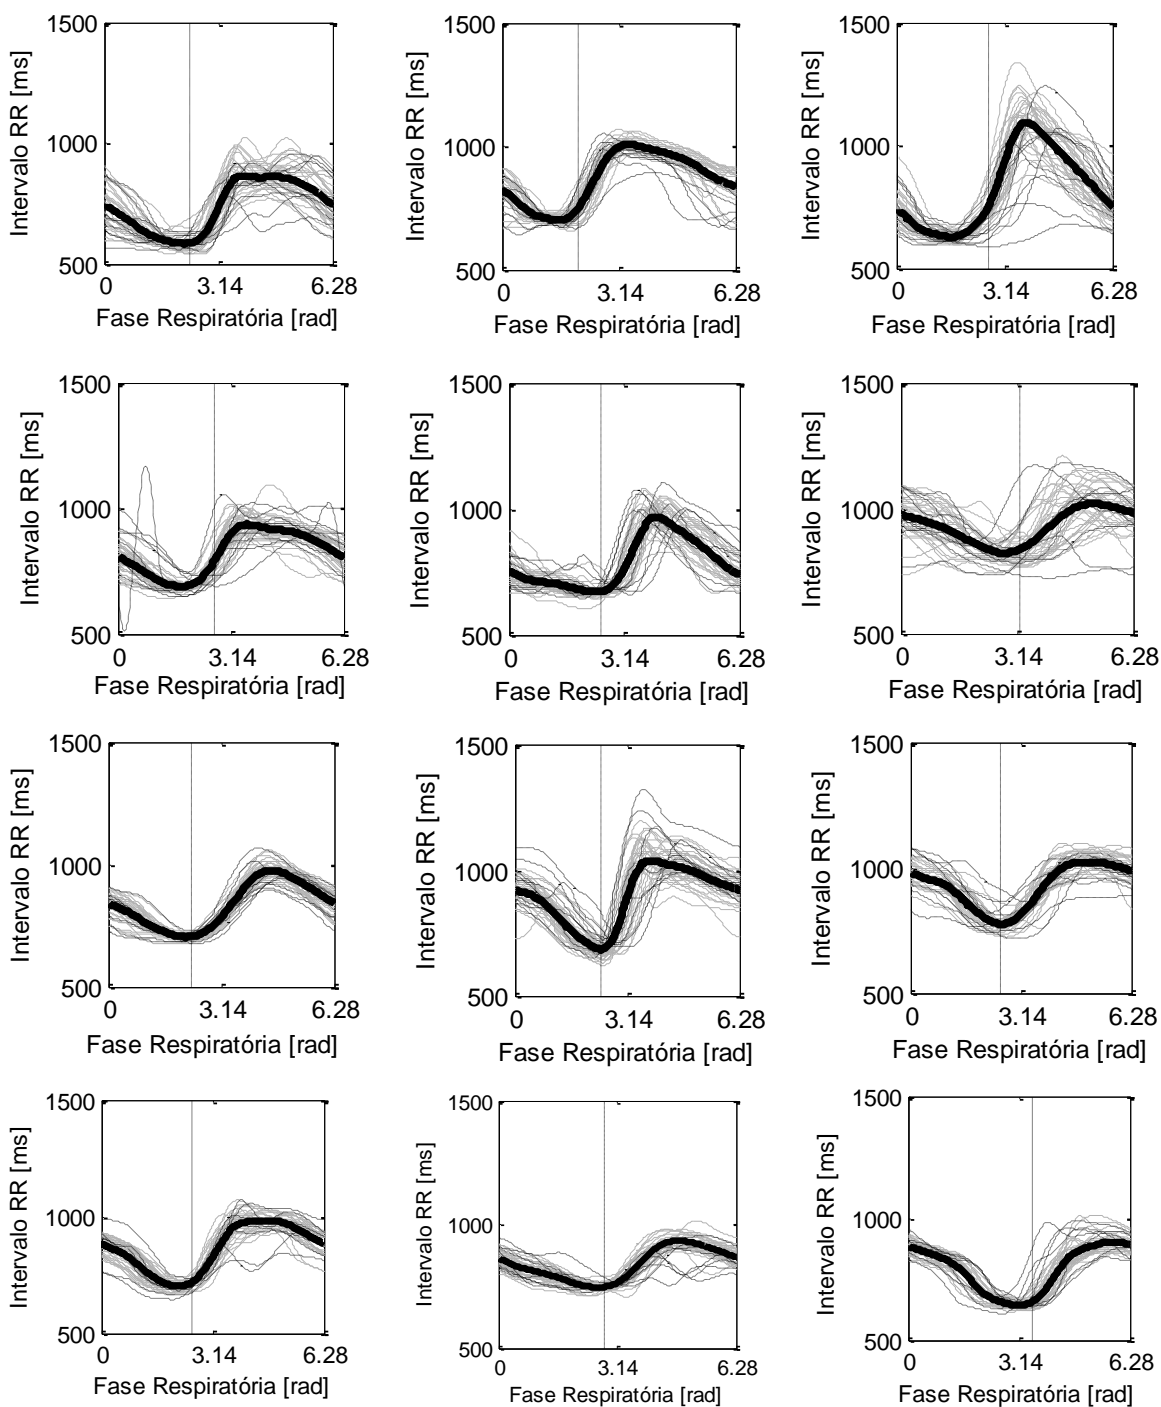 1500
1000
500
Intervalo RR [ms]
0 3.14 6.28
Fase Respiratória [rad]
1500
1000
500
Intervalo RR [ms]
0 3.14 6.28
Fase Respiratória [rad]
1500
1000
500
Intervalo RR [ms]
0 3.14 6.28
Fase Respiratória [rad]
1500
1000
500
Intervalo RR [ms]
0 3.14 6.28
Fase Respiratória [rad]
1500
1000
500
Intervalo RR [ms]
0 3.14 6.28
Fase Respiratória [rad]
1500
1000
500
Intervalo RR [ms]
0 3.14 6.28
Fase Respiratória [rad]
1500
1000
500
Intervalo RR [ms]
0 3.14 6.28
Fase Respiratória [rad]
1500
1000
500
Intervalo RR [ms]
0 3.14 6.28
Fase Respiratória [rad]
1500
1000
500
Intervalo RR [ms]
0 3.14 6.28
Fase Respiratória [rad]
1500
1000
500
Intervalo RR [ms]
0 3.14 6.28
Fase Respiratória [rad]
1500
1000
500
Intervalo RR [ms]
0 3.14 6.28
Fase Respiratória [rad]
1500
1000
500
Intervalo RR [ms]
0 3.14 6.28
Fase Respiratória [rad]